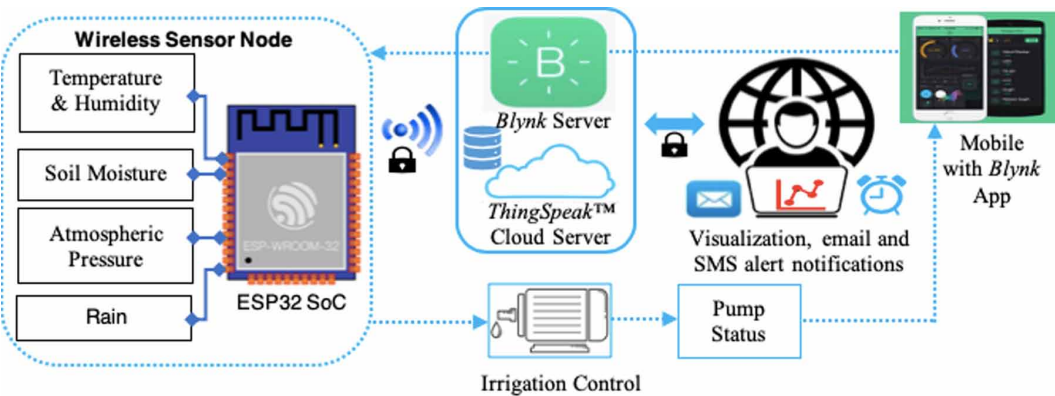 Wireless Sensor Node
Temperature
& Humidity
Soil Moisture
Atmospheric
Pressure
Rain
ESP-WROOM-32
ESP32 SoC
B
Blynk Server
ThingSpeak™
Cloud Server
Visualization, email and
SMS alert notifications
Mobile
with Blynk
App
Irrigation Control
Pump
Status